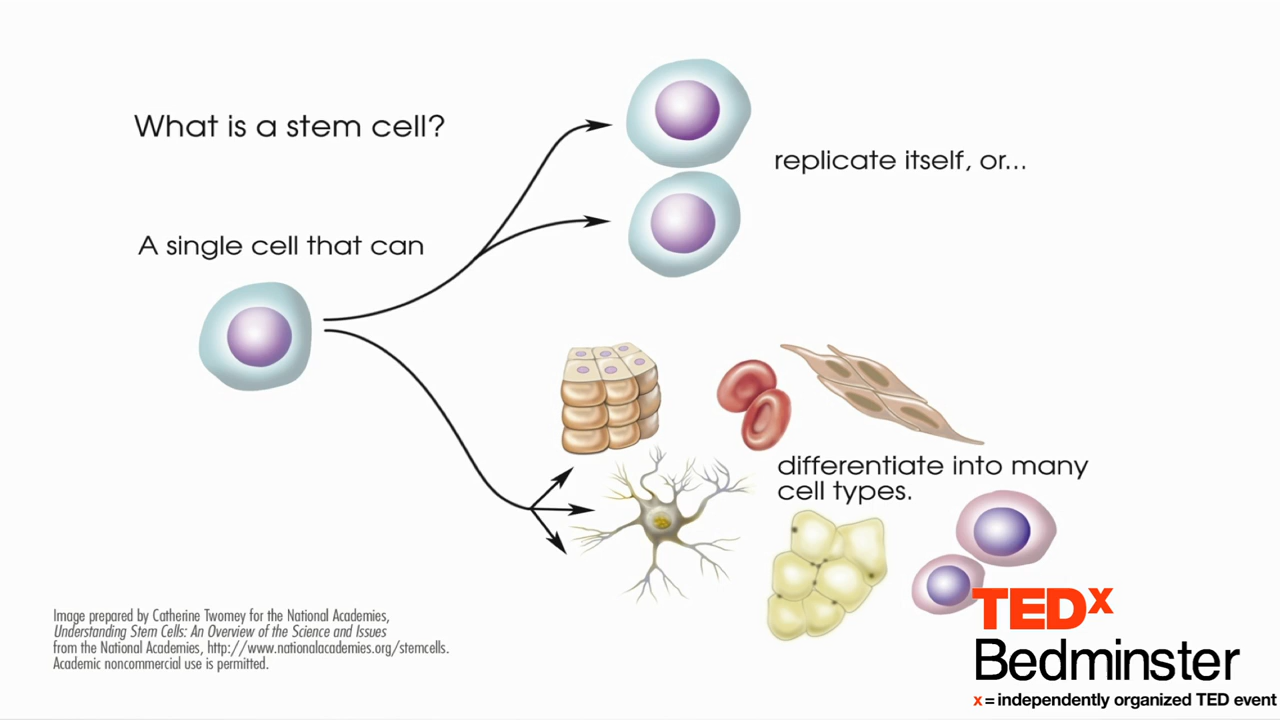 What is a stem cell?
replicate itself, or...
A single cell that can
differentiate into many
cell types.
Image prepared by Catherine Twomey for the National Academies,
Understanding Stem Cells: An Overview of the Science and Issues
from the National Academies, http://www.nationalacademies.org/stemcells.
Academic noncommercial use is permitted.
TEDx
Bedminster
x = independently organized TED event